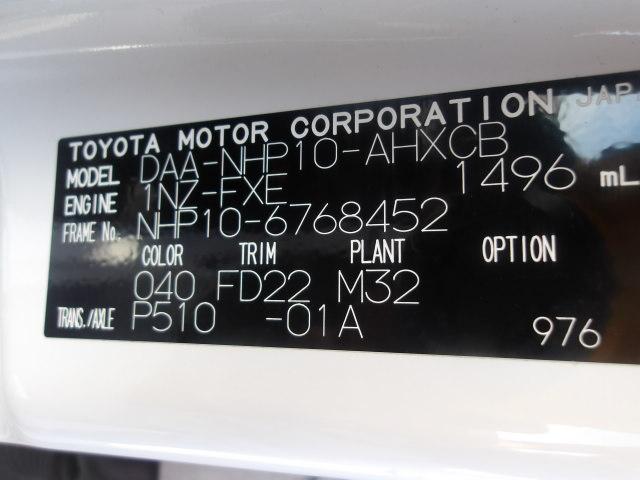 TOYOTA MOTOR CORPORATION JAPA
MODEL DAA-NHP10-AHXCB
ENGINE 1NZ-FXE 1496 mL
FRAME No. NHP10-6768452
COLOR TRIM PLANT OPTION
040 FD22 M32
TRANS./AXLE P510 -01A 976